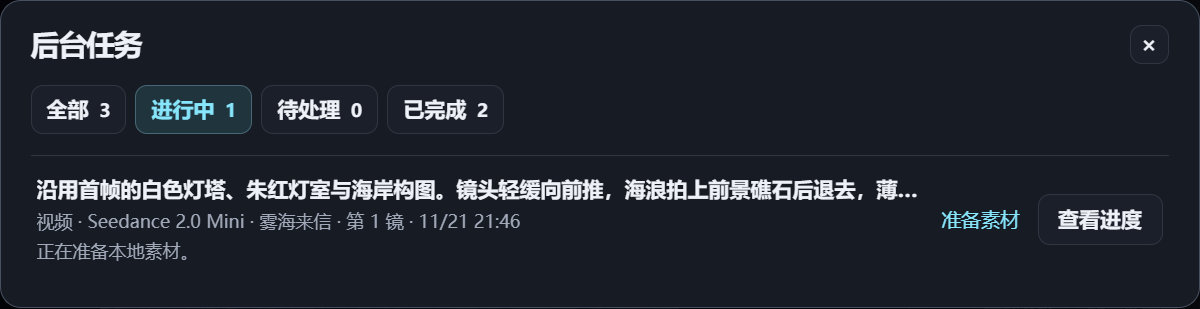 后台任务
×
全部 3
进行中 1
待处理 0
已完成 2
沿用首帧的白色灯塔、朱红灯室与海岸构图。镜头轻缓向前推，海浪拍上前景礁石后退去，薄…
视频 · Seedance 2.0 Mini · 雾海来信 · 第 1 镜 · 11/21 21:46
正在准备本地素材。
准备素材
查看进度